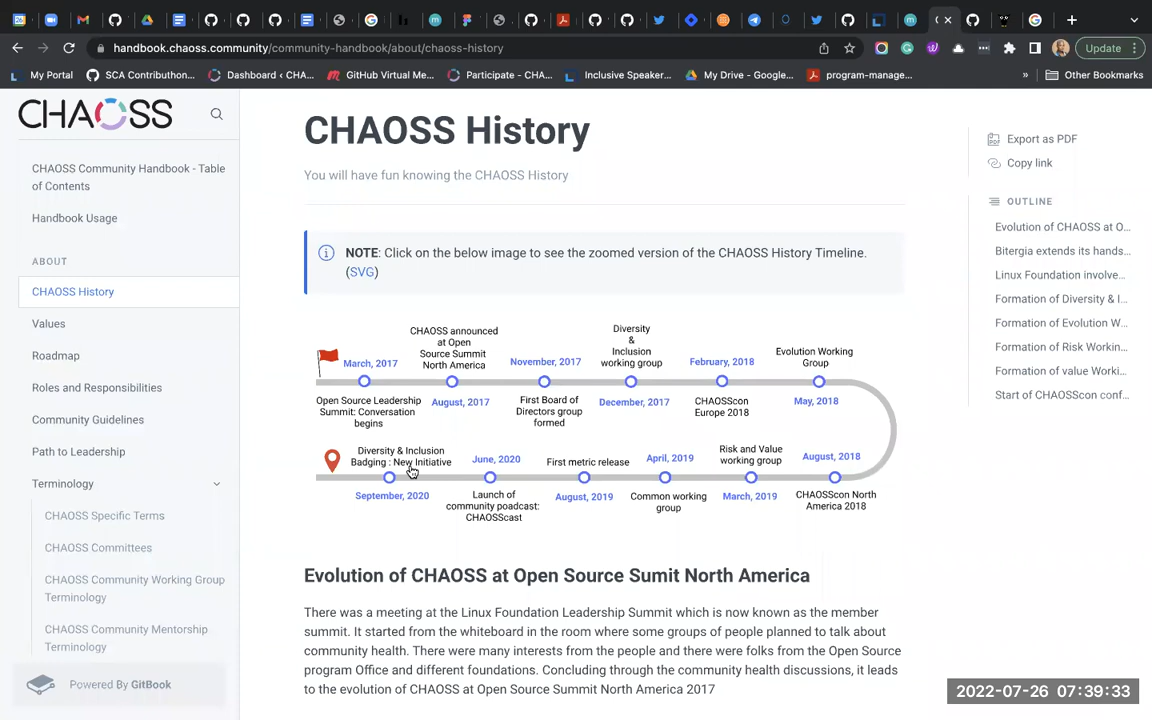 handbook.chaoss.community/community-handbook/about/chaoss-history
Update
My Portal
SCA Contributhon...
Dashboard ‹ CHA...
GitHub Virtual Me...
Participate - CHA...
Inclusive Speaker...
My Drive - Google...
program-manage...
»
Other Bookmarks
CHAOSS
CHAOSS Community Handbook - Table
of Contents
Handbook Usage
ABOUT
CHAOSS History
Values
Roadmap
Roles and Responsibilities
Community Guidelines
Path to Leadership
Terminology
CHAOSS Specific Terms
CHAOSS Committees
CHAOSS Community Working Group
Terminology
CHAOSS Community Mentorship
Terminology
Powered By GitBook
CHAOSS History
You will have fun knowing the CHAOSS History
NOTE: Click on the below image to see the zoomed version of the CHAOSS History Timeline.
(SVG)
March, 2017
Open Source Leadership
Summit: Conversation
begins
CHAOSS announced
at Open
Source Summit
North America
August, 2017
November, 2017
First Board of
Directors group
formed
Diversity
&
Inclusion
working group
December, 2017
February, 2018
CHAOSScon
Europe 2018
Evolution Working
Group
May, 2018
Diversity & Inclusion
Badging : New Initiative
September, 2020
June, 2020
Launch of
community poadcast:
CHAOSScast
First metric release
August, 2019
April, 2019
Common working
group
Risk and Value
working group
March, 2019
August, 2018
CHAOSScon North
America 2018
Evolution of CHAOSS at Open Source Sumit North America
There was a meeting at the Linux Foundation Leadership Summit which is now known as the member
summit. It started from the whiteboard in the room where some groups of people planned to talk about
community health. There were many interests from the people and there were folks from the Open Source
program Office and different foundations. Concluding through the community health discussions, it leads
to the evolution of CHAOSS at Open Source Summit North America 2017
Export as PDF
Copy link
OUTLINE
Evolution of CHAOSS at O...
Bitergia extends its hands...
Linux Foundation involve...
Formation of Diversity & I...
Formation of Evolution W...
Formation of Risk Workin...
Formation of value Worki...
Start of CHAOSScon conf...
2022-07-26 07:39:33